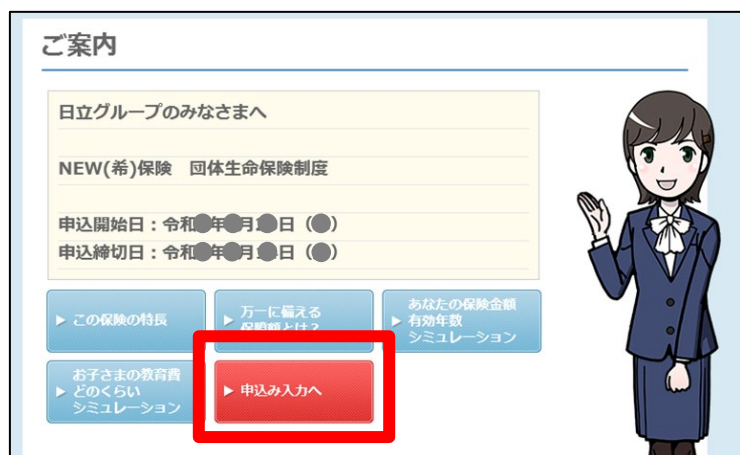 ご案内
日立グループのみなさまへ
NEW(希)保険 団体生命保険制度
申込開始日：令和●年●月●日（●）
申込締切日：令和●年●月●日（●）
この保険の特長
万一に備える
保障額とは？
あなたの保険金額
有効年数
シミュレーション
お子さまの教育費
どのくらい
シミュレーション
申込み入力へ